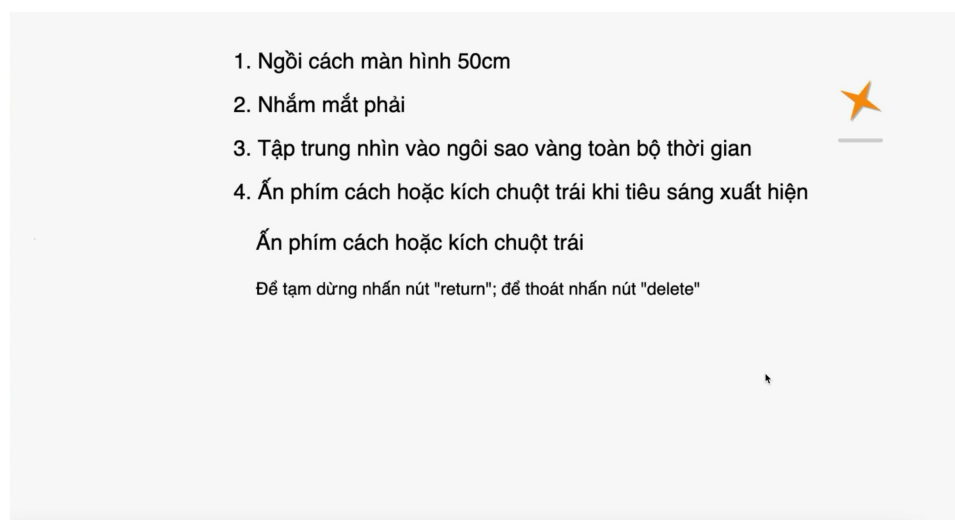 1. Ngồi cách màn hình 50cm
2. Nhắm mắt phải
3. Tập trung nhìn vào ngôi sao vàng toàn bộ thời gian
4. Ấn phím cách hoặc kích chuột trái khi tiêu sáng xuất hiện
Ấn phím cách hoặc kích chuột trái
Để tạm dừng nhấn nút "return"; để thoát nhấn nút "delete"